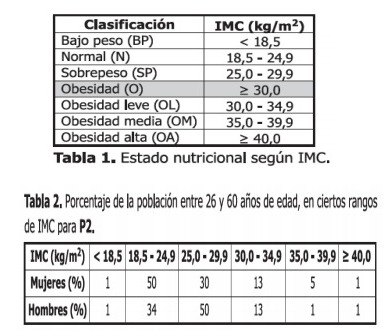 Clasificación IMC (kg/m²)
Bajo peso (BP) < 18,5
Normal (N) 18,5 - 24,9
Sobrepeso (SP) 25,0 - 29,9
Obesidad (O) ≥ 30,0
Obesidad leve (OL) 30,0 - 34,9
Obesidad media (OM) 35,0 - 39,9
Obesidad alta (OA) ≥ 40,0
Tabla 1. Estado nutricional según IMC.
Tabla 2. Porcentaje de la población entre 26 y 60 años de edad, en ciertos rangos
de IMC para P2.
IMC (kg/m²) < 18,5 18,5 - 24,9 25,0 - 29,9 30,0 - 34,9 35,0 - 39,9 ≥ 40,0
Mujeres (%) 1 50 30 13 5 1
Hombres (%) 1 34 50 13 1 1